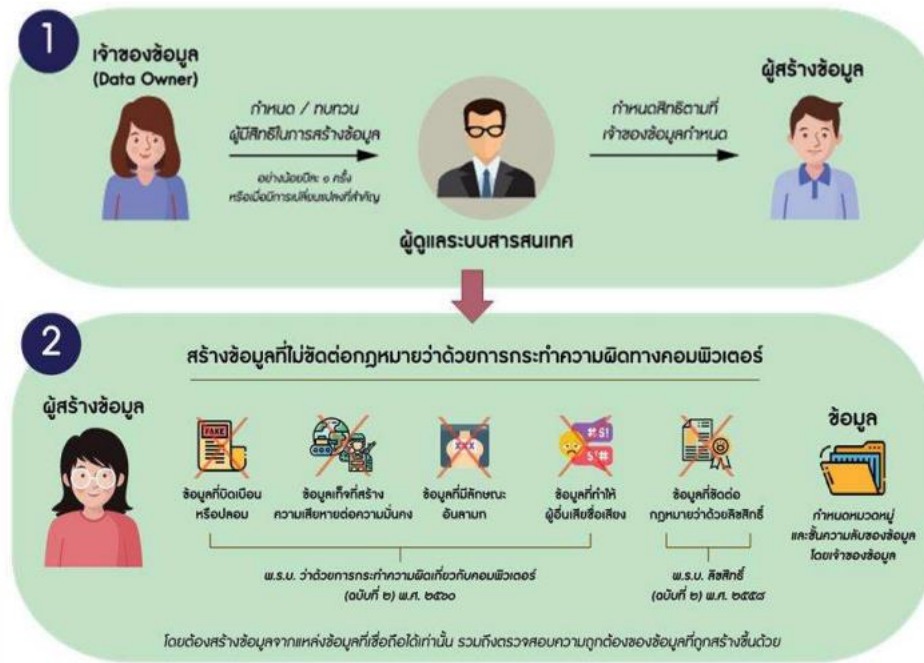 1
เจ้าของข้อมูล
(Data Owner)
กำหนด / ทบทวน
ผู้มีสิทธิในการสร้างข้อมูล
อย่างน้อยปีละ ๑ ครั้ง
หรือเมื่อมีการเปลี่ยนแปลงที่สำคัญ
ผู้ดูแลระบบสารสนเทศ
กำหนดสิทธิตามที่
เจ้าของข้อมูลกำหนด
ผู้สร้างข้อมูล
2
สร้างข้อมูลที่ไม่ขัดต่อกฎหมายว่าด้วยการกระทำความผิดทางคอมพิวเตอร์
ผู้สร้างข้อมูล
FAKE
ข้อมูลที่บิดเบือน
หรือปลอม
ข้อมูลเท็จที่สร้าง
ความเสียหายต่อความมั่นคง
XXX
ข้อมูลที่มีลักษณะ
อันลามก
#$!
$!#
ข้อมูลที่ทำให้
ผู้อื่นเสียชื่อเสียง
ข้อมูลที่ขัดต่อ
กฎหมายว่าด้วยลิขสิทธิ์
พ.ร.บ. ว่าด้วยการกระทำความผิดเกี่ยวกับคอมพิวเตอร์
(ฉบับที่ ๒) พ.ศ. ๒๕๖๐
พ.ร.บ. ลิขสิทธิ์
(ฉบับที่ ๒) พ.ศ. ๒๕๕๘
ข้อมูล
กำหนดหมวดหมู่
และชั้นความลับของข้อมูล
โดยเจ้าของข้อมูล
โดยต้องสร้างข้อมูลจากแหล่งข้อมูลที่เชื่อถือได้เท่านั้น รวมถึงตรวจสอบความถูกต้องของข้อมูลที่ถูกสร้างขึ้นด้วย